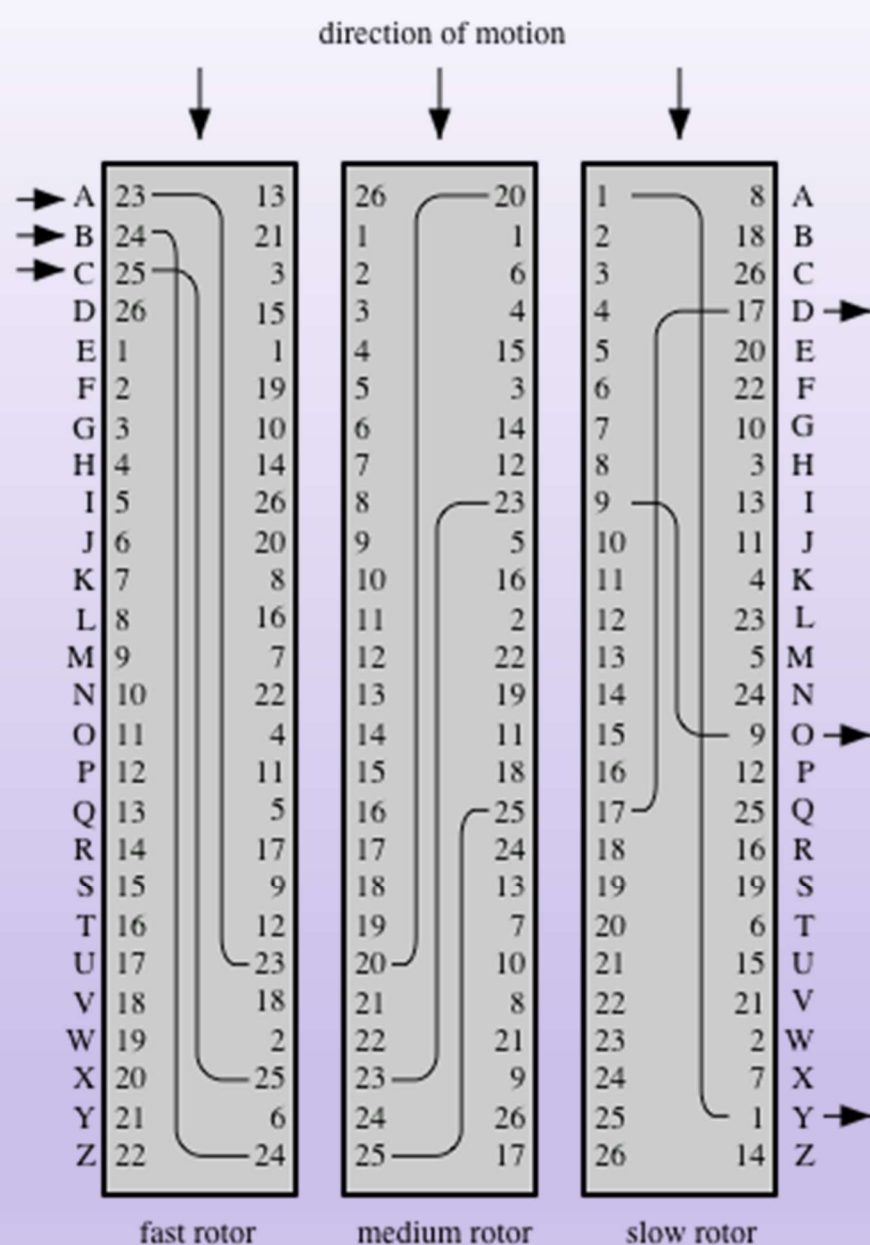 direction of motion
A 23 13 26 20 1 8 A
B 24 21 1 1 2 18 B
C 25 3 2 6 3 26 C
D 26 15 3 4 4 17 D
E 1 1 4 15 5 20 E
F 2 19 5 3 6 22 F
G 3 10 6 14 7 10 G
H 4 14 7 12 8 3 H
I 5 26 8 23 9 13 I
J 6 20 9 5 10 11 J
K 7 8 10 16 11 4 K
L 8 16 11 2 12 23 L
M 9 7 12 22 13 5 M
N 10 22 13 19 14 24 N
O 11 4 14 11 15 9 O
P 12 11 15 18 16 12 P
Q 13 5 16 25 17 25 Q
R 14 17 17 24 18 16 R
S 15 9 18 13 19 19 S
T 16 12 19 7 20 6 T
U 17 23 20 10 21 15 U
V 18 18 21 8 22 21 V
W 19 2 22 21 23 2 W
X 20 25 23 9 24 7 X
Y 21 6 24 26 25 1 Y
Z 22 24 25 17 26 14 Z
fast rotor medium rotor slow rotor